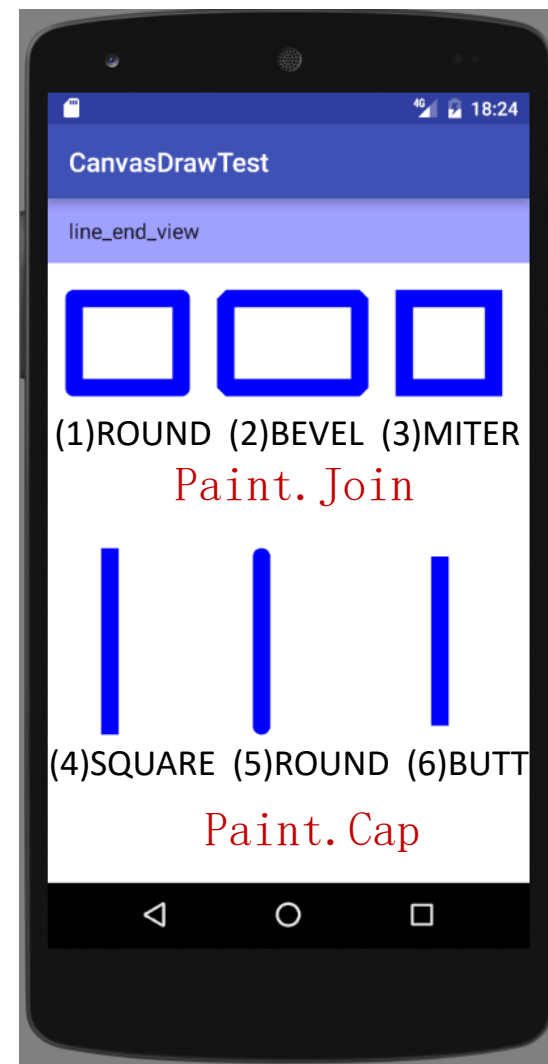 4G 18:24
CanvasDrawTest
line_end_view
(1)ROUND (2)BEVEL (3)MITER
Paint.Join
(4)SQUARE (5)ROUND (6)BUTT
Paint.Cap